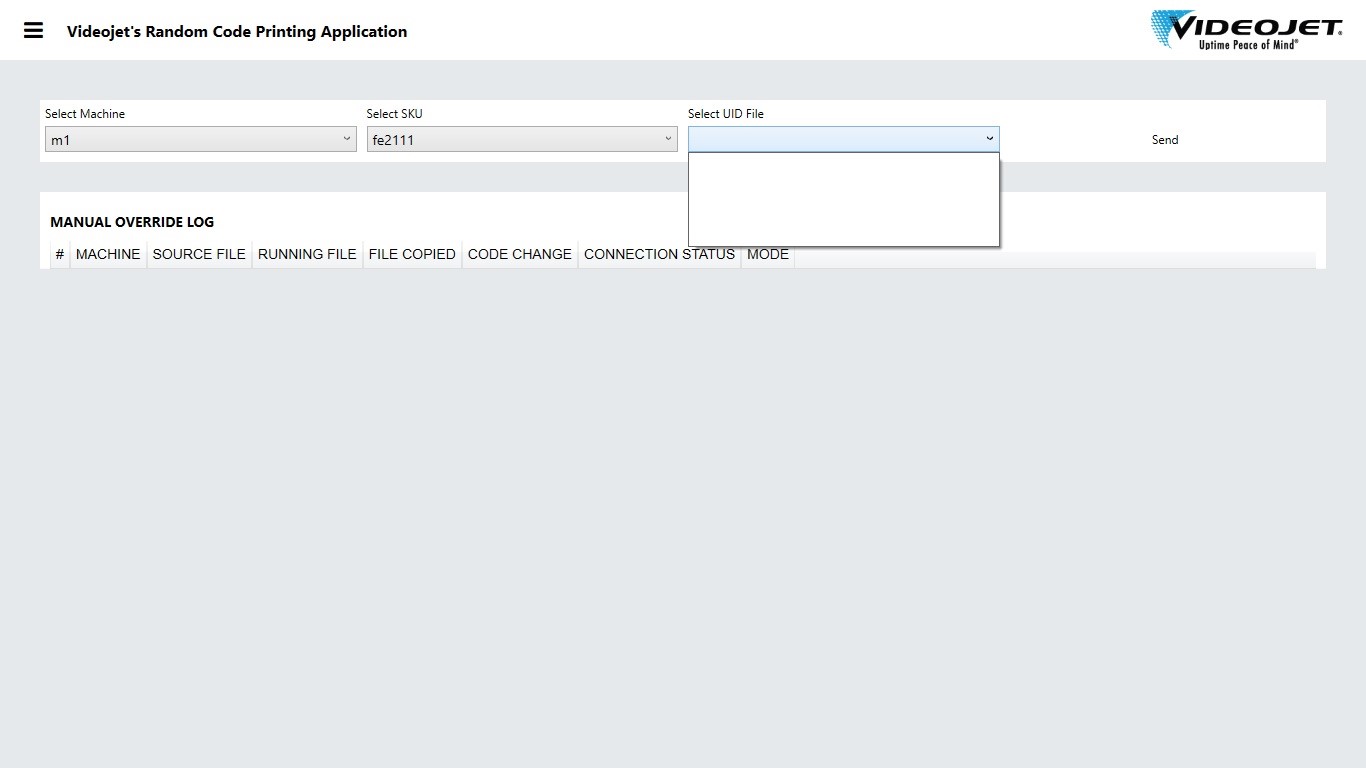 Videojet's Random Code Printing Application
VIDEOJET®
Uptime Peace of Mind®
Select Machine
Select SKU
Select UID File
m1
fe2111
Send
MANUAL OVERRIDE LOG
# MACHINE SOURCE FILE RUNNING FILE FILE COPIED CODE CHANGE CONNECTION STATUS MODE